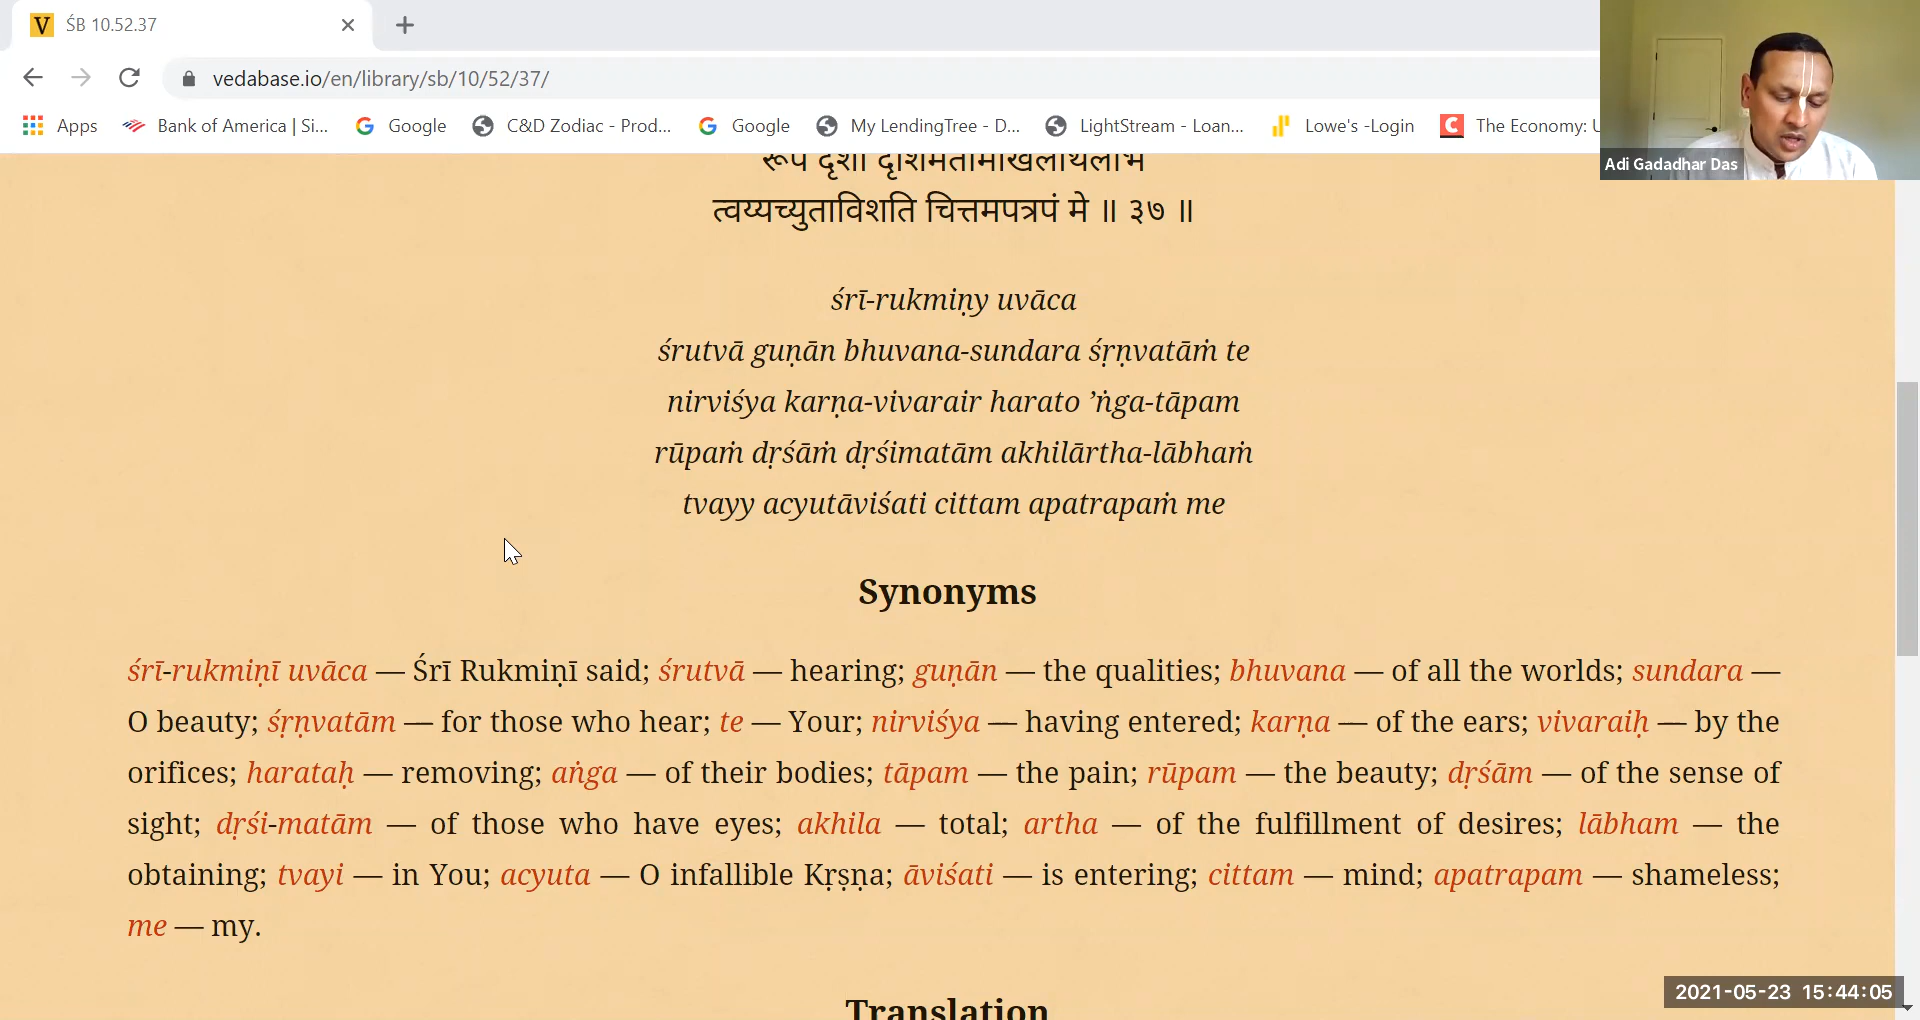 ŚB 10.52.37
vedabase.io/en/library/sb/10/52/37/
Apps Bank of America | Si... Google C&D Zodiac - Prod... Google My LendingTree - D... LightStream - Loan... Lowe's -Login The Economy: U
Adi Gadadhar Das
त्वय्यच्युताविशति चित्तमपत्रपं मे ॥ ३७ ॥
śrī-rukmiṇy uvāca
śrutvā guṇān bhuvana-sundara śṛṇvatāṁ te
nirviśya karṇa-vivarair harato ’ṅga-tāpam
rūpaṁ dṛśāṁ dṛśimatām akhilārtha-lābhaṁ
tvayy acyutāviśati cittam apatrapaṁ me
Synonyms
śrī-rukmiṇī uvāca — Śrī Rukmiṇī said; śrutvā — hearing; guṇān — the qualities; bhuvana — of all the worlds; sundara —
O beauty; śṛṇvatām — for those who hear; te — Your; nirviśya — having entered; karṇa — of the ears; vivaraiḥ — by the
orifices; harataḥ — removing; aṅga — of their bodies; tāpam — the pain; rūpam — the beauty; dṛśām — of the sense of
sight; dṛśi-matām — of those who have eyes; akhila — total; artha — of the fulfillment of desires; lābham — the
obtaining; tvayi — in You; acyuta — O infallible Kṛṣṇa; āviśati — is entering; cittam — mind; apatrapam — shameless;
me — my.
Translation
2021-05-23 15:44:05